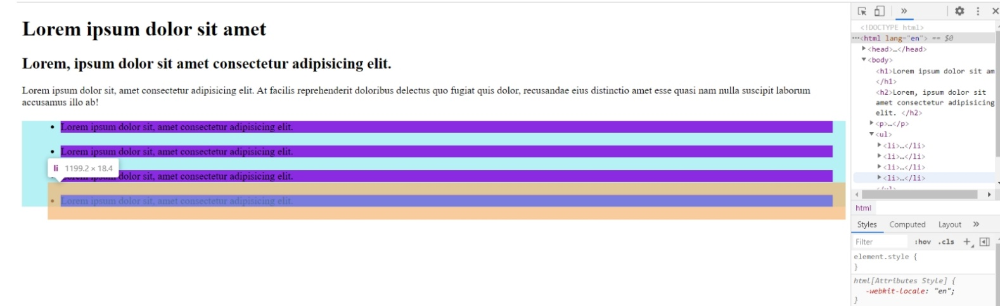 Lorem ipsum dolor sit amet
Lorem, ipsum dolor sit amet consectetur adipisicing elit.
Lorem ipsum dolor sit, amet consectetur adipisicing elit. At facilis reprehenderit doloribus delectus quo fugiat quis dolor, recusandae eius distinctio amet esse quasi nam nulla suscipit laborum
accusamus illo ab!
• Lorem ipsum dolor sit, amet consectetur adipisicing elit.
• Lorem ipsum dolor sit, amet consectetur adipisicing elit.
li 1199.2 × 18.4
dolor sit, amet consectetur adipisicing elit.
• Lorem ipsum dolor sit, amet consectetur adipisicing elit.
»
<!DOCTYPE html>
···<html lang="en"> == $0
▶<head>…</head>
▼<body>
<h1>Lorem ipsum dolor sit am
</h1>
<h2>Lorem, ipsum dolor sit
amet consectetur adipisicing
elit. </h2>
▶<p>…</p>
▼<ul>
▶<li>…</li>
▶<li>…</li>
▶<li>…</li>
▶<li>…</li>
html
Styles Computed Layout »
Filter :hov .cls +
element.style {
}
html[Attributes Style] {
-webkit-locale: "en";
}